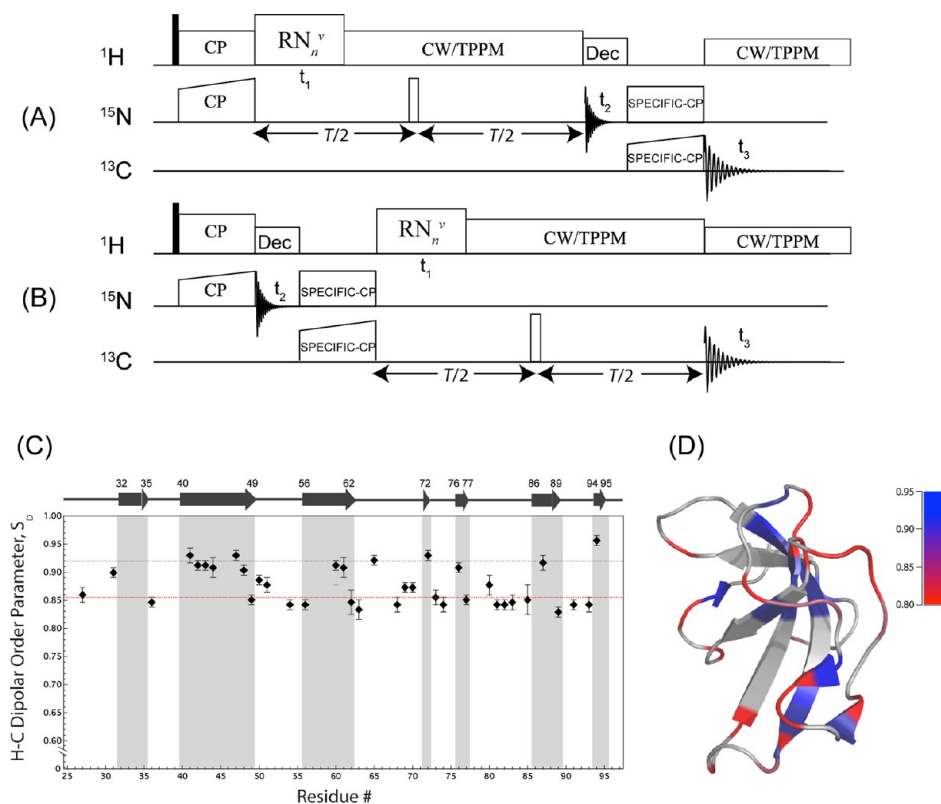 (A)
¹H
CP
RNₙᵛ
CW/TPPM
Dec
CW/TPPM
t₁
¹⁵N
CP
T/2
T/2
t₂
SPECIFIC-CP
¹³C
SPECIFIC-CP
t₃
(B)
¹H
CP
Dec
RNₙᵛ
CW/TPPM
CW/TPPM
t₁
¹⁵N
CP
t₂
SPECIFIC-CP
¹³C
SPECIFIC-CP
T/2
T/2
t₃
(C)
32 35 40 49 56 62 72 76 77 86 89 94 95
H-C Dipolar Order Parameter, S_D
1.00
0.95
0.90
0.85
0.80
0.75
0.70
0.65
0.60
25 30 35 40 45 50 55 60 65 70 75 80 85 90 95
Residue #
(D)
0.95
0.90
0.85
0.80